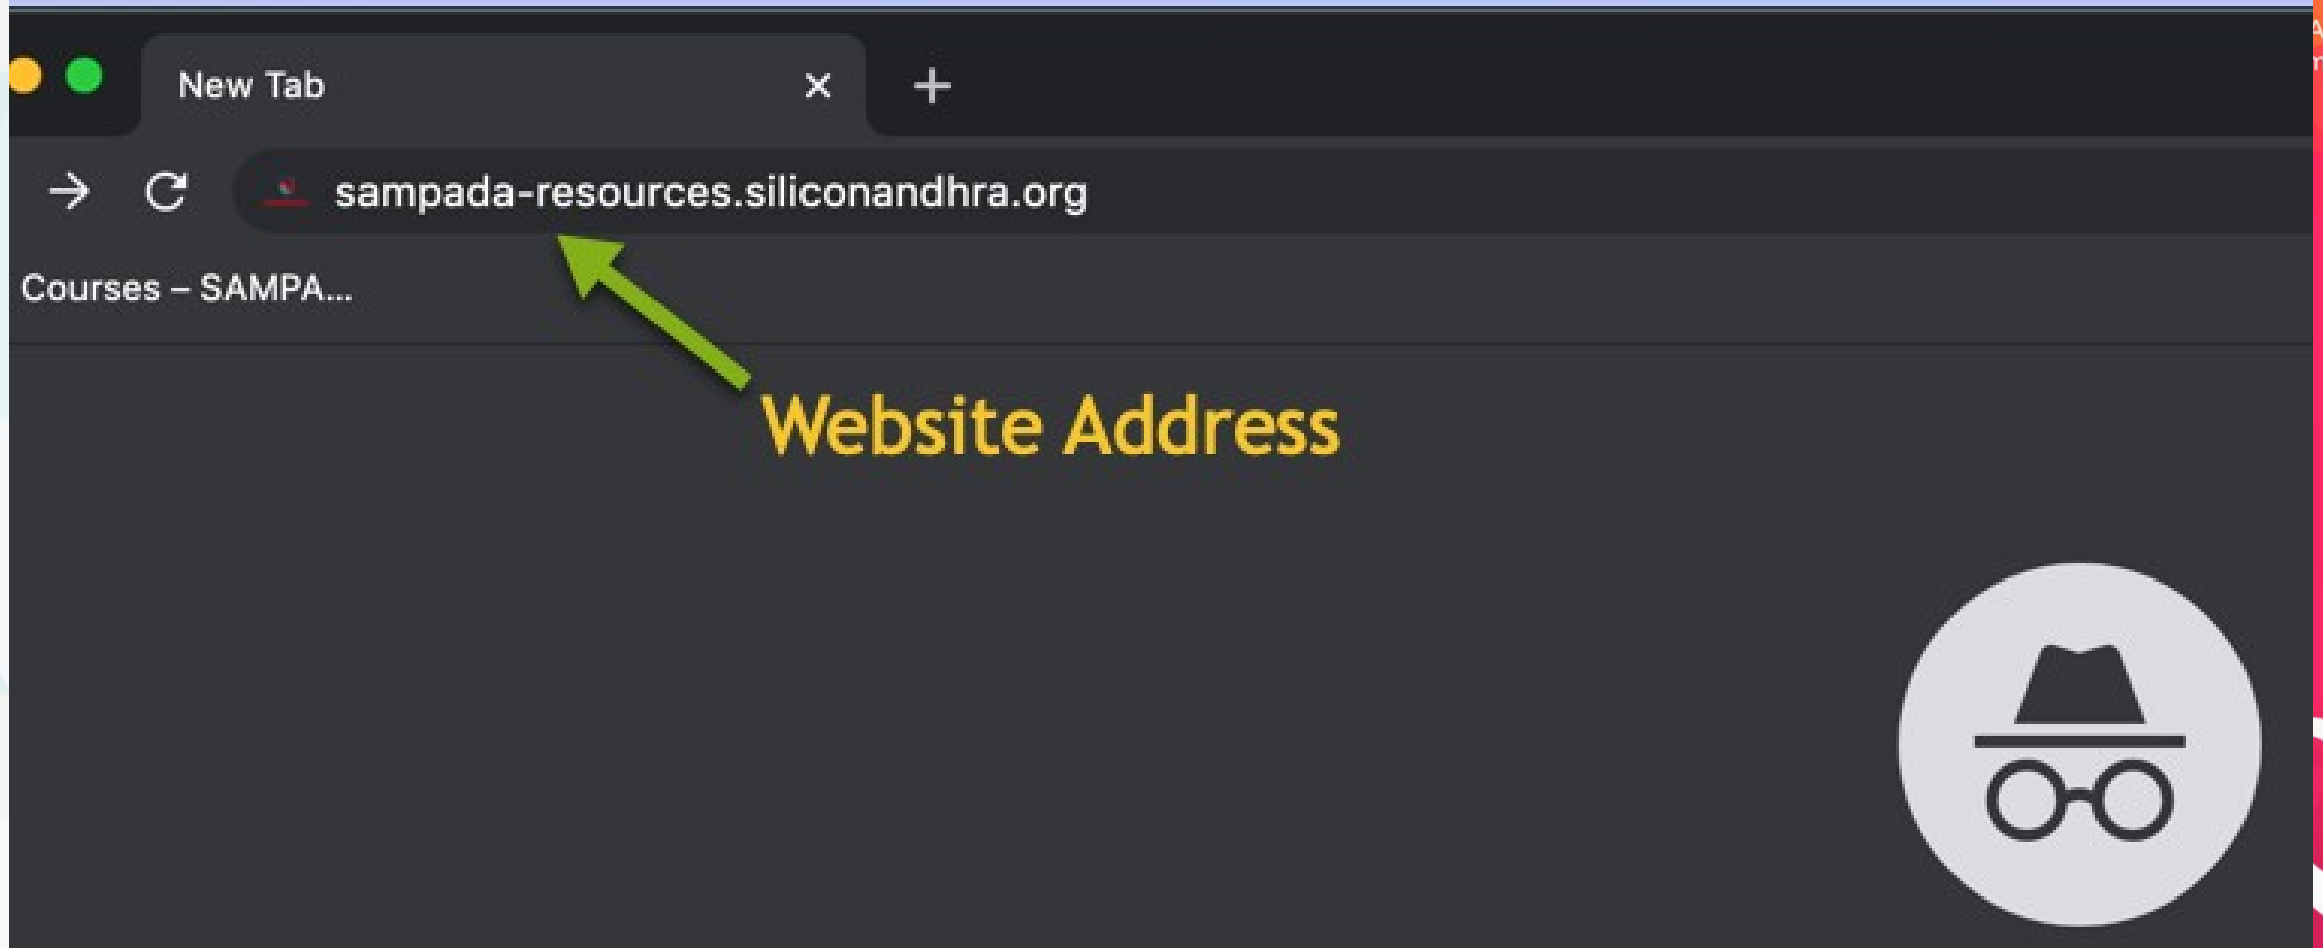 New Tab
sampada-resources.siliconandhra.org
Courses – SAMPA...
Website Address